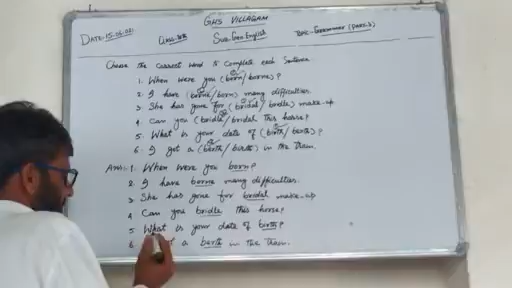 GHS VILLAGAM
DATE: 15.06.021 Class: VIII Sub: Gen English Basic Grammar (Part.3)
Choose the Correct Word to Complete each Sentence.
1. When were you (born/borne)?
2. I have (borne/born) many difficulties.
3. She has gone for (bridal/bridle) make-up
4. Can you (bridle/bridal) this horse?
5. What is your date of (birth/berth)?
6. I got a (berth/birth) in the train.
Ans: 1. When were you born?
2. I have borne many difficulties.
3. She has gone for bridal make-up
4. Can you bridle this horse?
5. What is your date of birth?
6. a berth in the train.